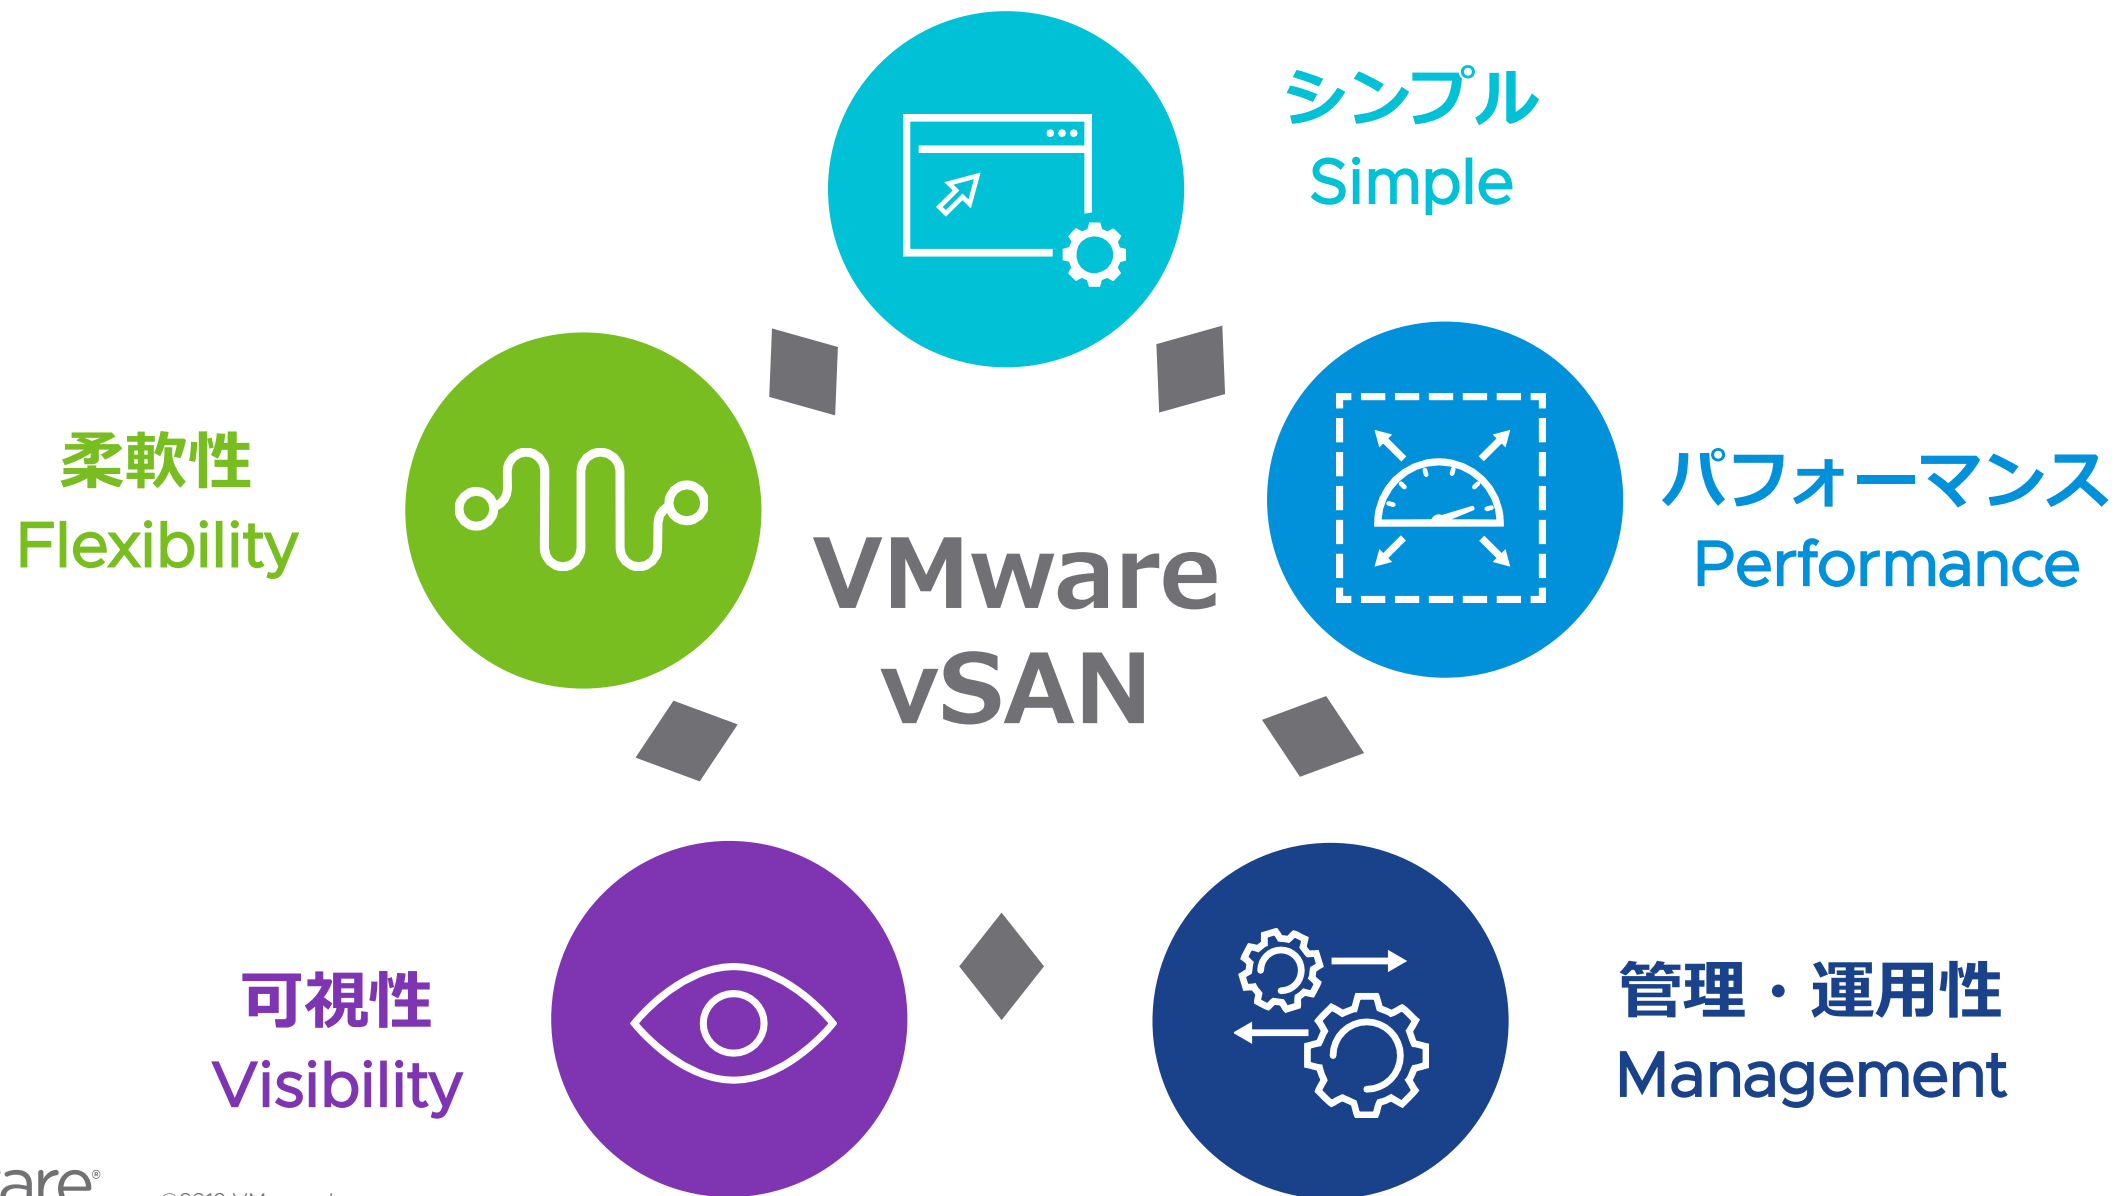 シンプル
Simple
パフォーマンス
Performance
柔軟性
Flexibility
VMware
vSAN
管理・運用性
Management
可視性
Visibility